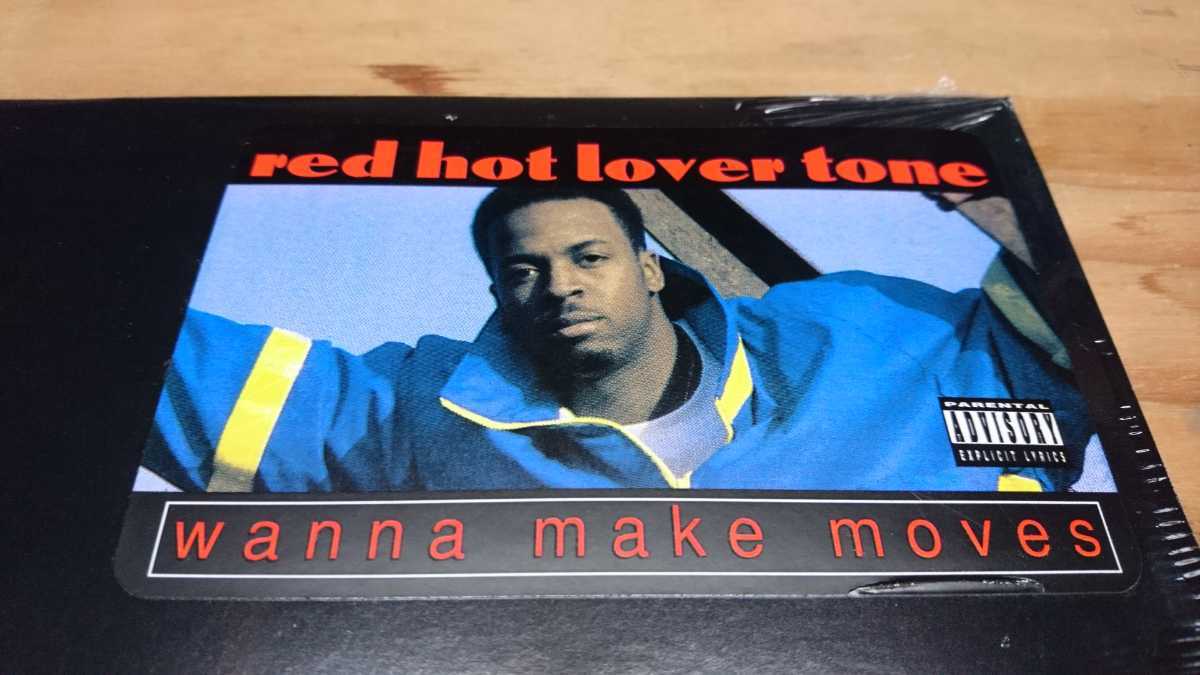 red hot lover tone
PARENTAL
ADVISORY
EXPLICIT LYRICS
wanna make moves